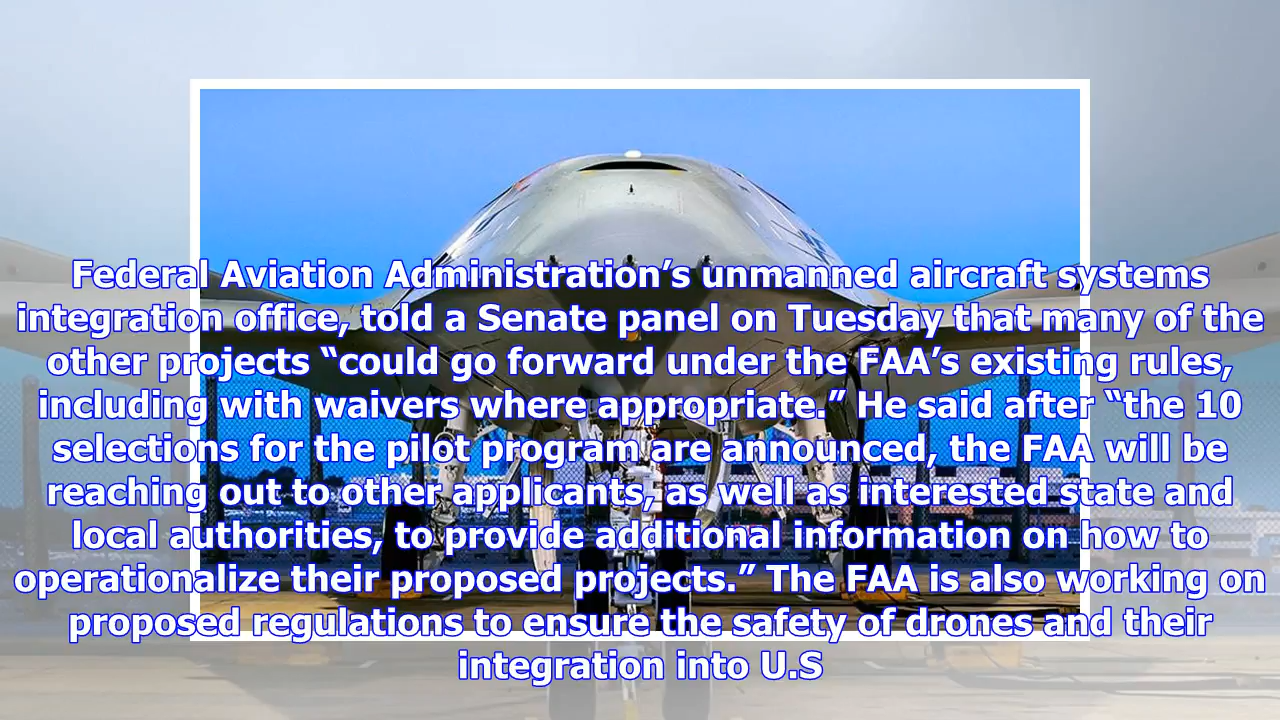 Federal Aviation Administration’s unmanned aircraft systems
integration office, told a Senate panel on Tuesday that many of the
other projects “could go forward under the FAA’s existing rules,
including with waivers where appropriate.” He said after “the 10
selections for the pilot program are announced, the FAA will be
reaching out to other applicants, as well as interested state and
local authorities, to provide additional information on how to
operationalize their proposed projects.” The FAA is also working on
proposed regulations to ensure the safety of drones and their
integration into U.S